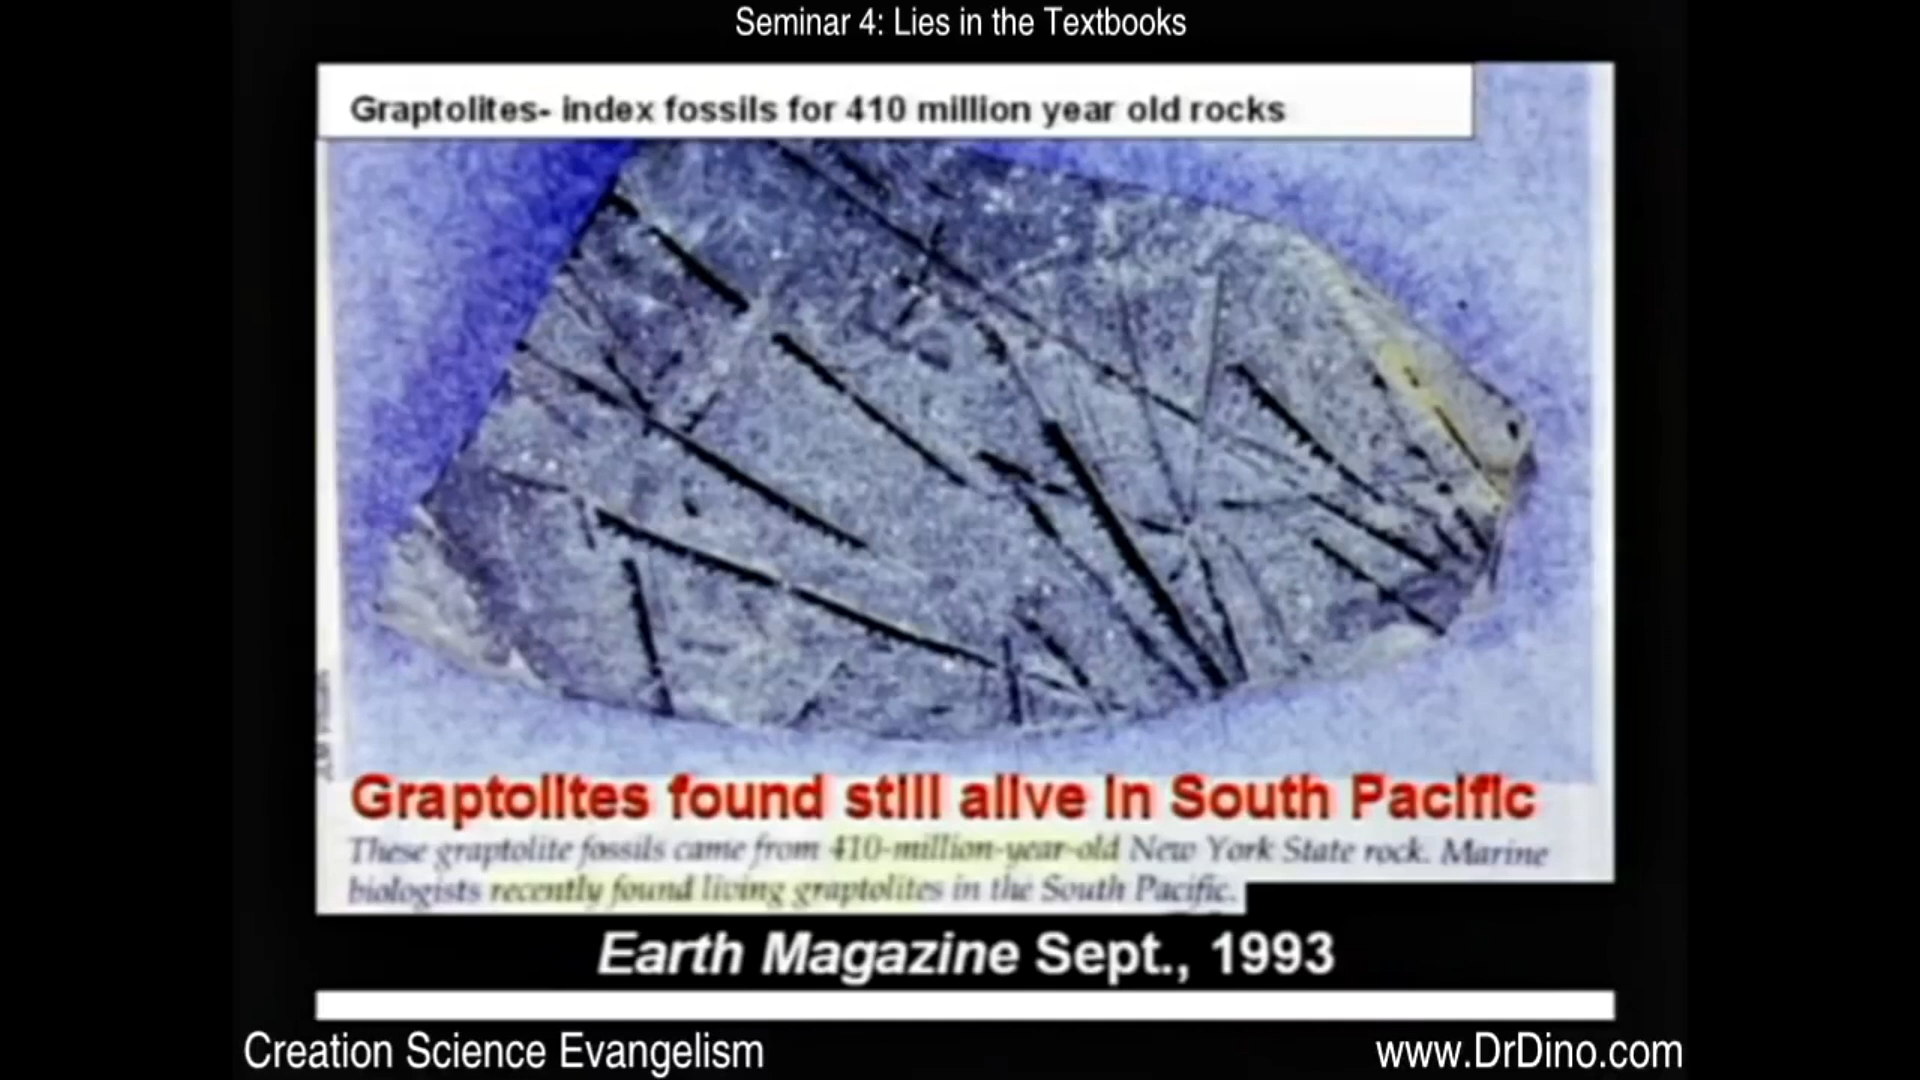 Seminar 4: Lies in the Textbooks
Graptolites- index fossils for 410 million year old rocks
Graptolites found still alive in South Pacific
These graptolite fossils came from 410-million-year-old New York State rock. Marine
biologists recently found living graptolites in the South Pacific.
Earth Magazine Sept., 1993
Creation Science Evangelism
www.DrDino.com